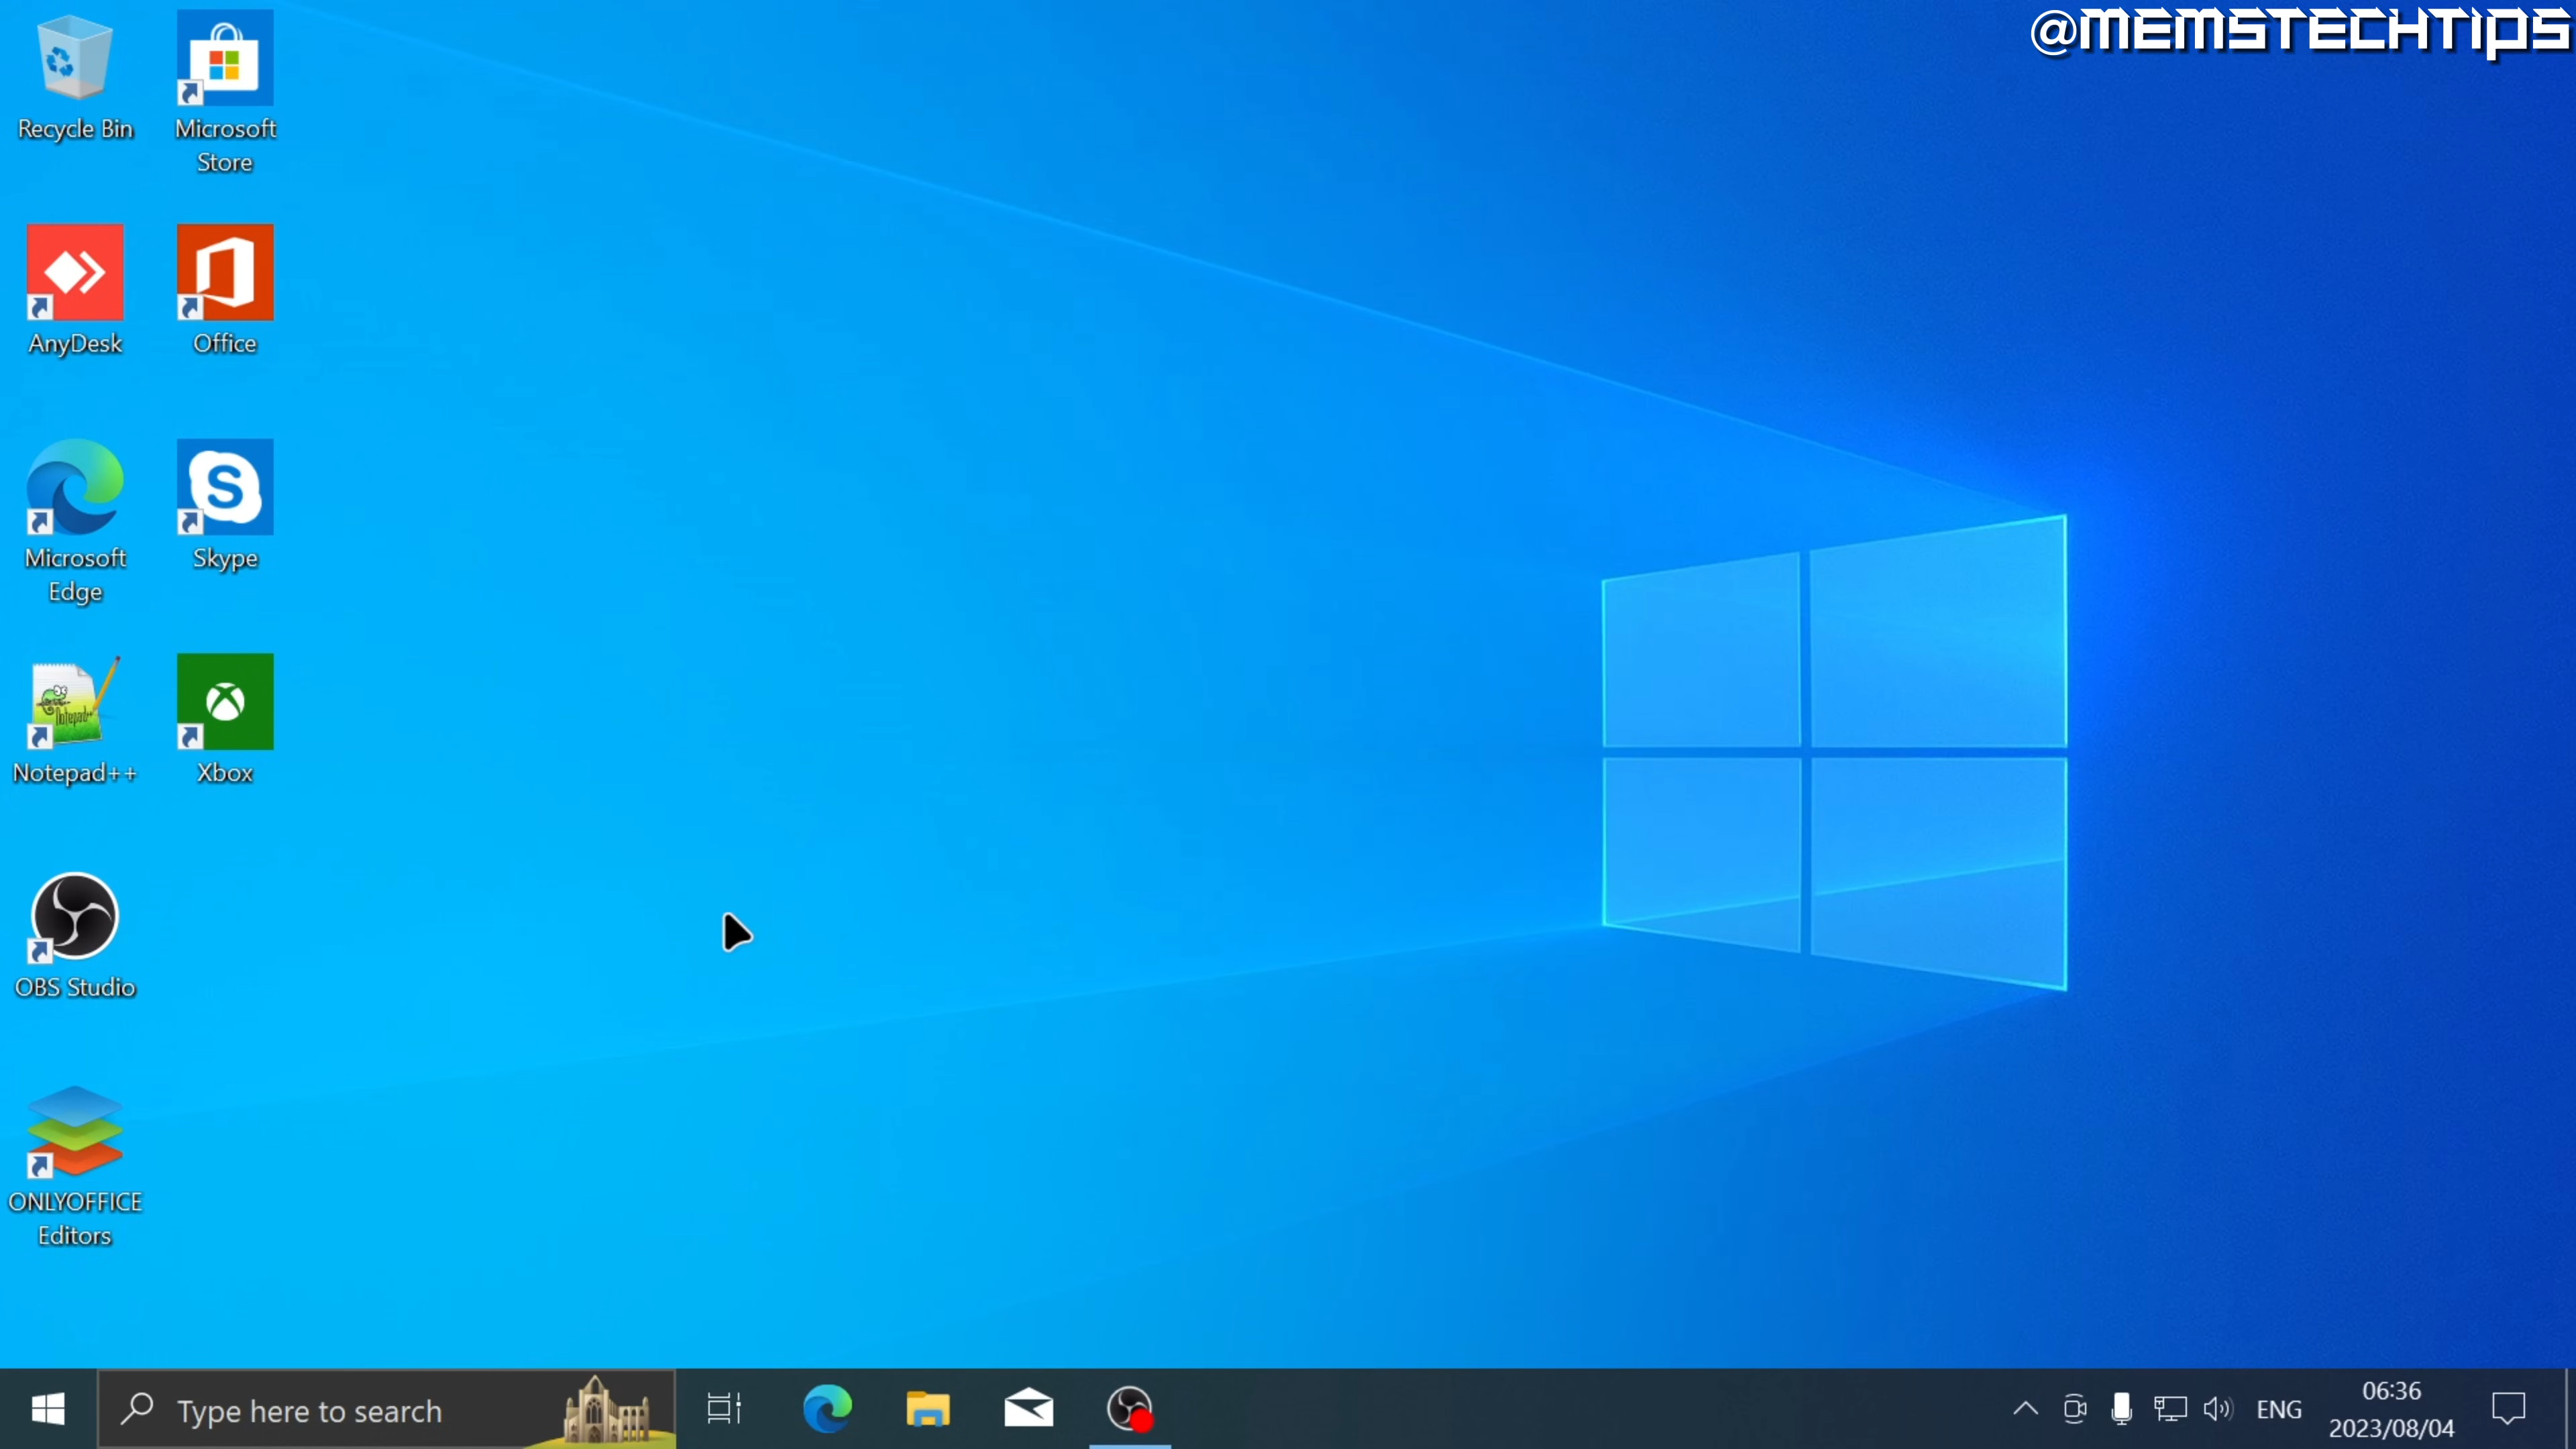 @MEMSTECHTIPS
Recycle Bin
Microsoft
Store
AnyDesk
Office
Microsoft
Edge
S
Skype
Notepad++
Notepad++
Xbox
OBS Studio
ONLYOFFICE
Editors
Type here to search
ENG
06:36
2023/08/04